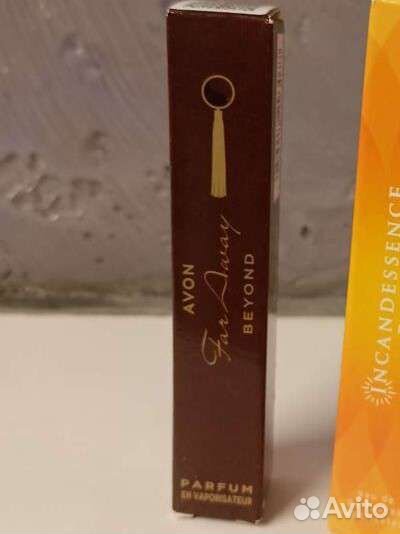 AVON
Far Away
BEYOND
PARFUM
EN VAPORISATEUR
INCANDESSENCE
Avito